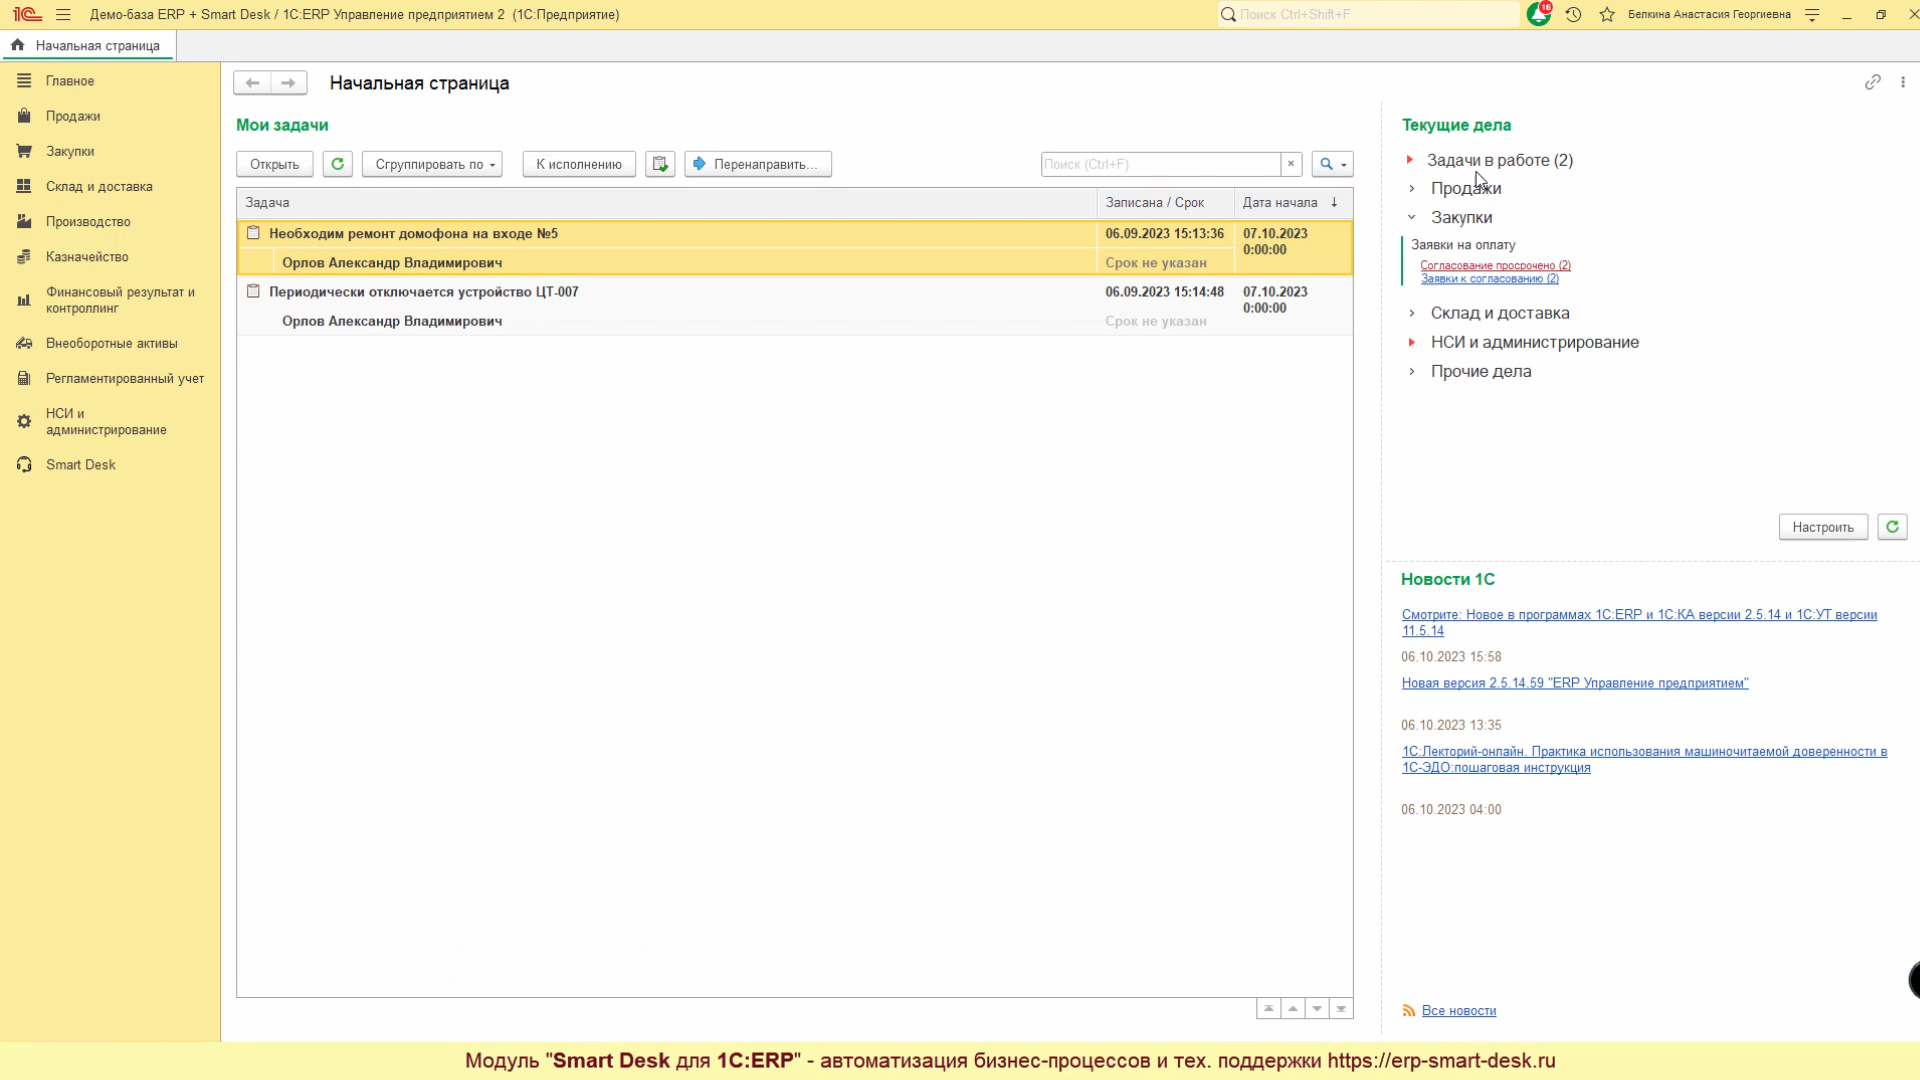 Демо-база ERP + Smart Desk / 1С:ERP Управление предприятием 2 (1С:Предприятие)
Поиск Ctrl+Shift+F
16
Белкина Анастасия Георгиевна
Начальная страница
Главное
Продажи
Закупки
Склад и доставка
Производство
Казначейство
Финансовый результат и
контроллинг
Внеоборотные активы
Регламентированный учет
НСИ и
администрирование
Smart Desk
Начальная страница
Мои задачи
Открыть
Сгруппировать по
К исполнению
Перенаправить...
Поиск (Ctrl+F)
×
Задача
Записана / Срок
Дата начала ↓
Необходим ремонт домофона на входе №5
06.09.2023 15:13:36
07.10.2023
0:00:00
Орлов Александр Владимирович
Срок не указан
Периодически отключается устройство ЦТ-007
06.09.2023 15:14:48
07.10.2023
0:00:00
Орлов Александр Владимирович
Срок не указан
Текущие дела
Задачи в работе (2)
Продажи
Закупки
Заявки на оплату
Согласование просрочено (2)
Заявки к согласованию (2)
Склад и доставка
НСИ и администрирование
Прочие дела
Настроить
Новости 1С
Смотрите: Новое в программах 1С:ERP и 1С:КА версии 2.5.14 и 1С:УТ версии
11.5.14
06.10.2023 15:58
Новая версия 2.5.14.59 "ERP Управление предприятием"
06.10.2023 13:35
1С:Лекторий-онлайн. Практика использования машиночитаемой доверенности в
1С-ЭДО:пошаговая инструкция
06.10.2023 04:00
Все новости
Модуль "Smart Desk для 1С:ERP" - автоматизация бизнес-процессов и тех. поддержки https://erp-smart-desk.ru